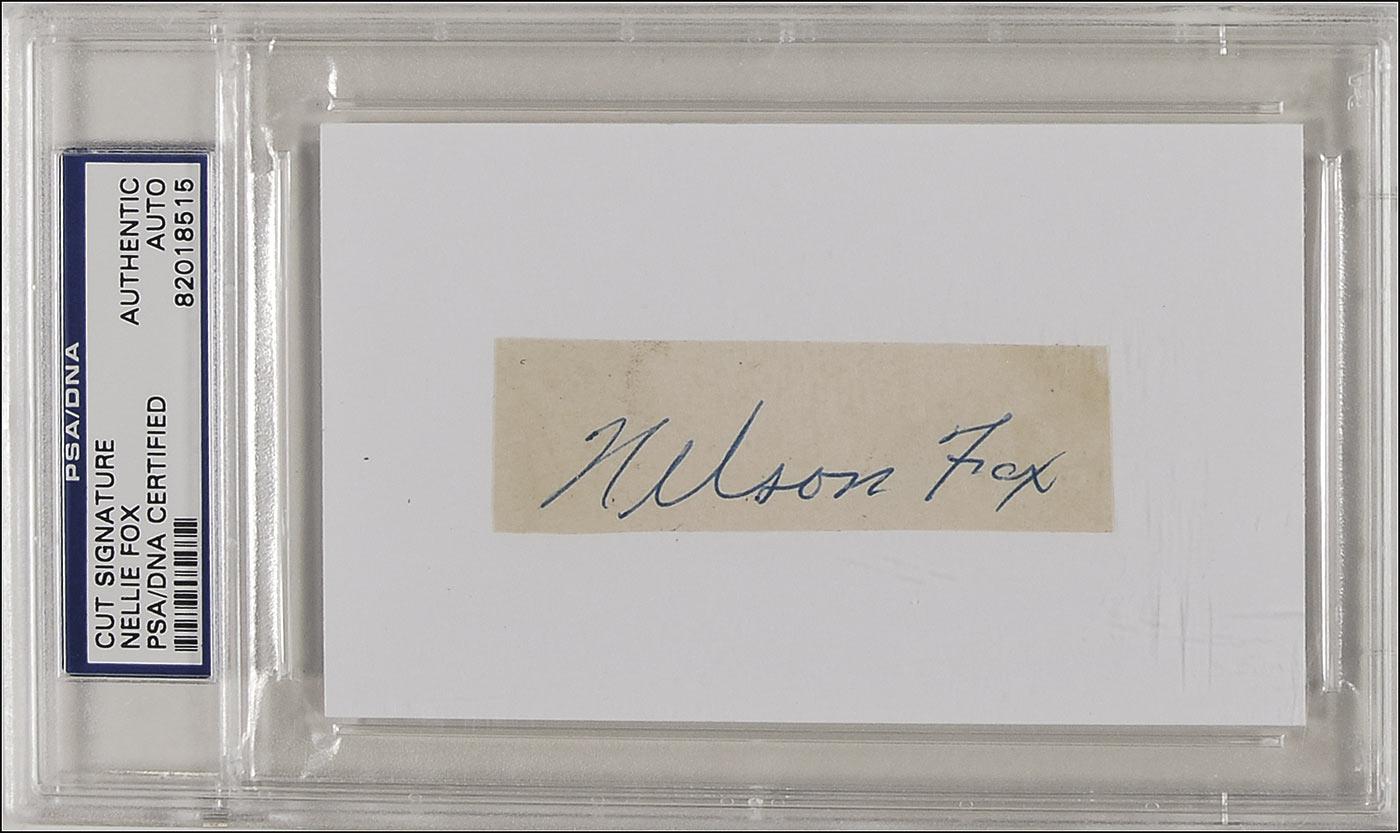 PSA/DNA
CUT SIGNATURE AUTHENTIC
NELLIE FOX AUTO
PSA/DNA CERTIFIED 82018515
Nelson Fox